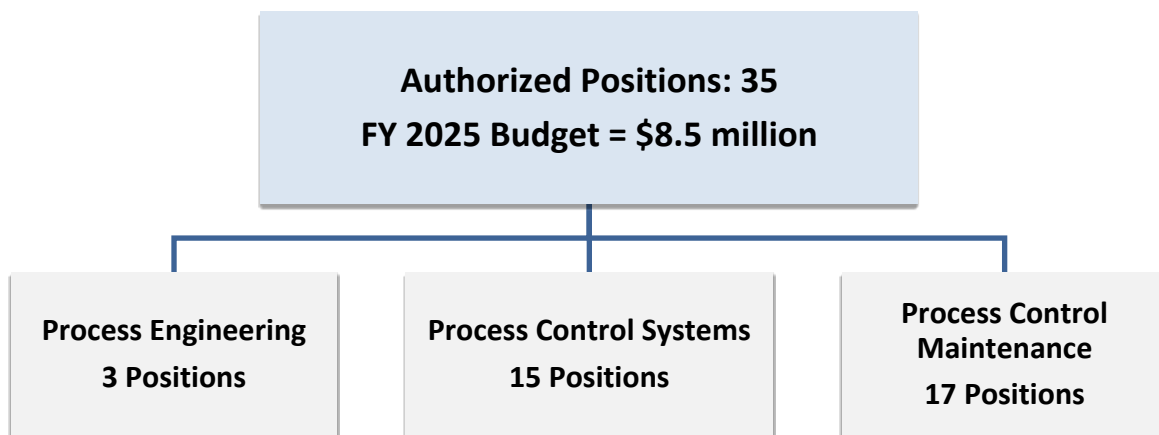 Authorized Positions: 35
FY 2025 Budget = $8.5 million
Process Engineering
3 Positions
Process Control Systems
15 Positions
Process Control
Maintenance
17 Positions